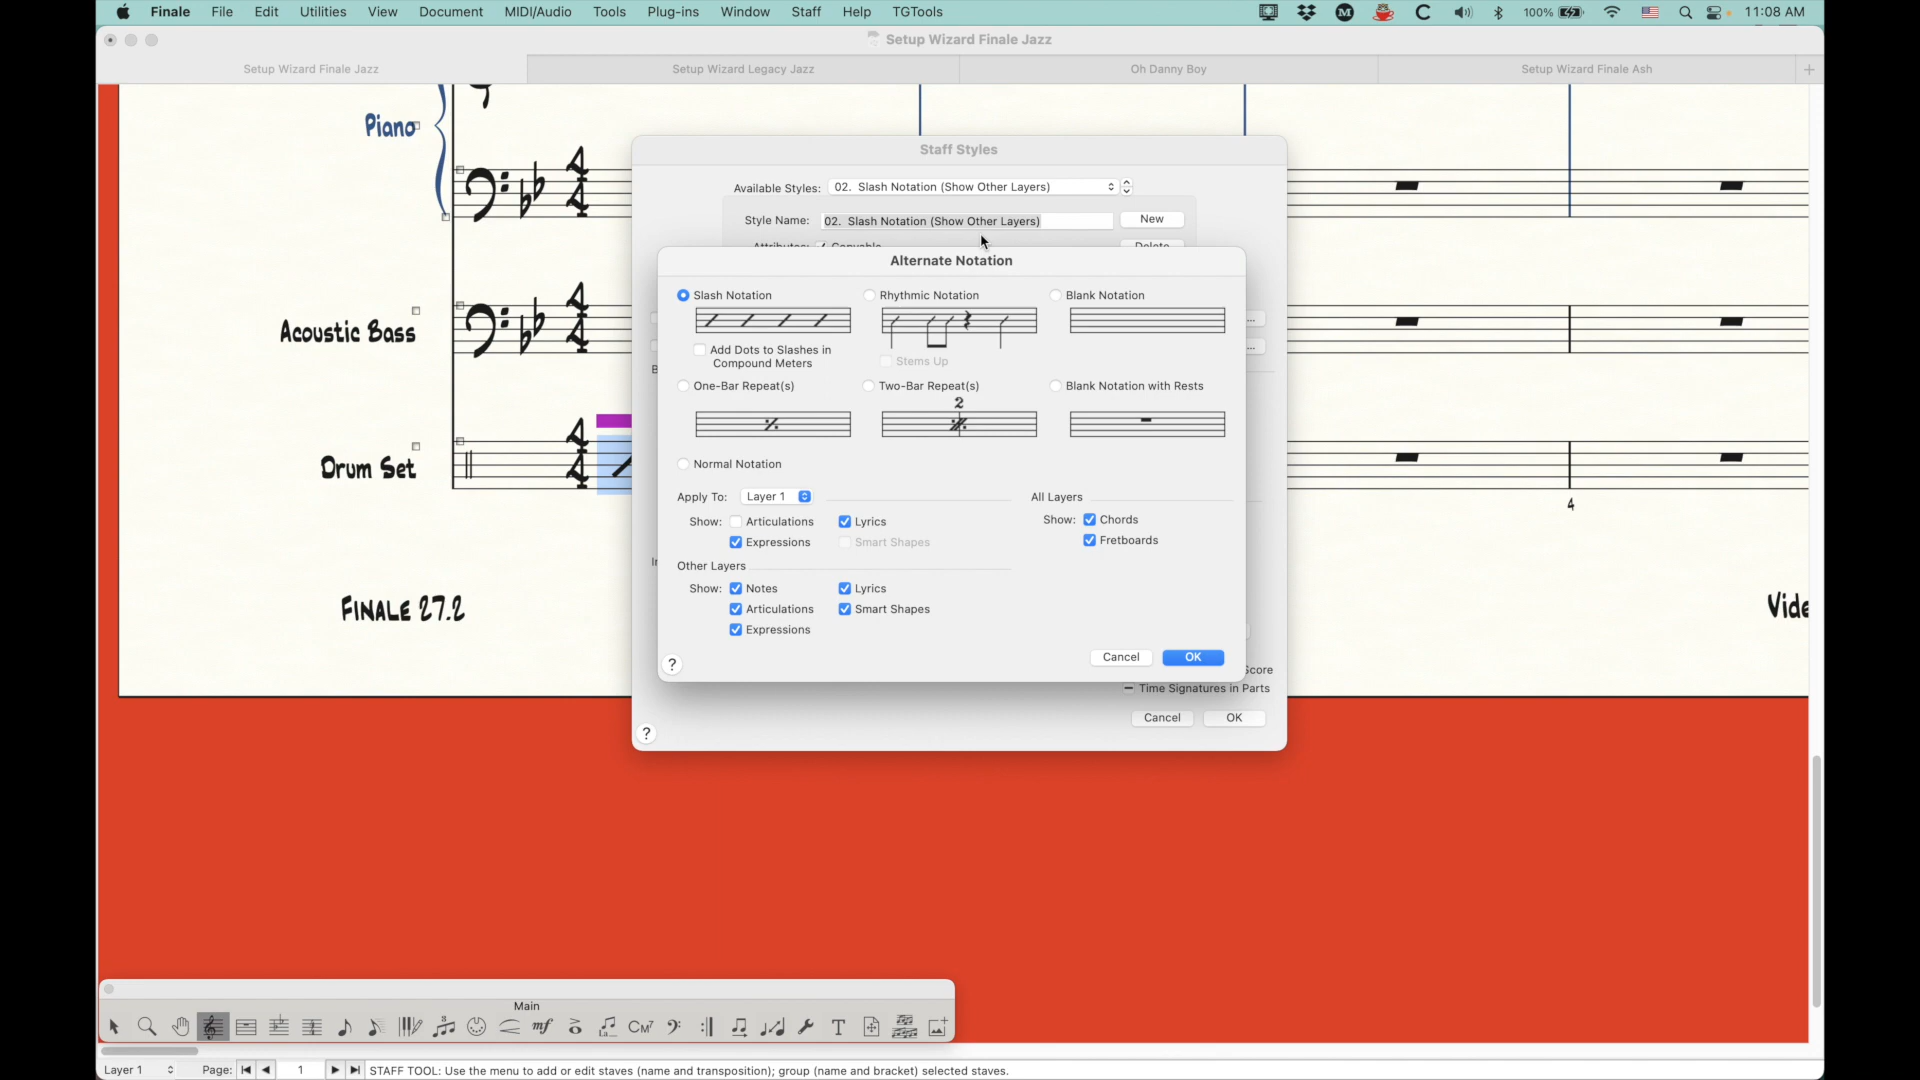 Finale File Edit Utilities View Document MIDI/Audio Tools Plug-ins Window Staff Help TGTools 100% 11:08 AM
Setup Wizard Finale Jazz
Setup Wizard Finale Jazz Setup Wizard Legacy Jazz Oh Danny Boy Setup Wizard Finale Ash
Piano
Acoustic Bass
Drum Set
4
FINALE 27.2
Staff Styles
Available Styles: 02. Slash Notation (Show Other Layers)
Style Name: 02. Slash Notation (Show Other Layers) New
Attributes: Copyable Delete
Alternate Notation
Slash Notation Rhythmic Notation Blank Notation
Add Dots to Slashes in
Compound Meters
Stems Up
One-Bar Repeat(s) Two-Bar Repeat(s) Blank Notation with Rests
2
Normal Notation
Apply To: Layer 1 All Layers
Show: Articulations Lyrics Show: Chords
Expressions Smart Shapes Fretboards
Other Layers
Show: Notes Lyrics
Articulations Smart Shapes
Expressions
? Cancel OK
Score
Time Signatures in Parts
? Cancel OK
Main
Layer 1 Page: 1 STAFF TOOL: Use the menu to add or edit staves (name and transposition); group (name and bracket) selected staves.